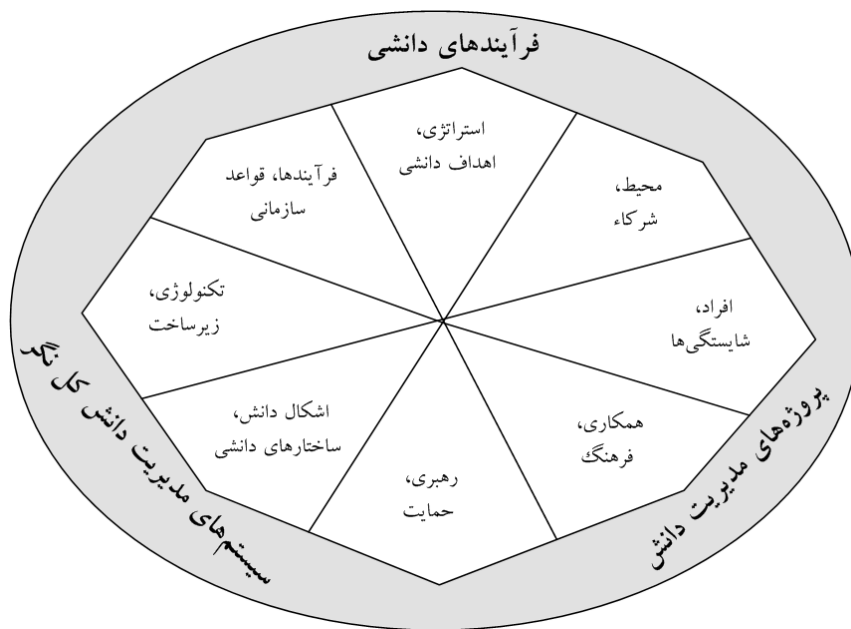 فرآیندهای دانشی
استراتژی،
اهداف دانشی
محیط،
شرکاء
افراد،
شایستگی‌ها
همکاری،
فرهنگ
رهبری،
حمایت
اشکال دانش،
ساختارهای دانشی
تکنولوژی،
زیرساخت
فرآیندها، قواعد
سازمانی
پروژه‌های مدیریت دانش
سیستم‌های مدیریت دانش کل نگر